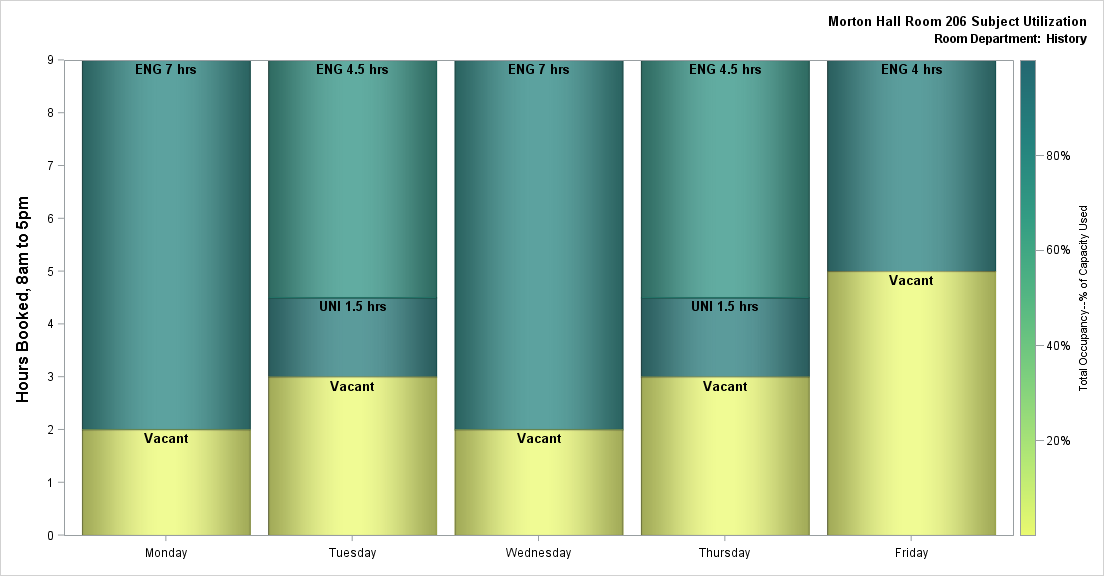 Morton Hall Room 206 Subject Utilization
Room Department: History
Hours Booked, 8am to 5pm
9
8
7
6
5
4
3
2
1
0
ENG 7 hrs
Vacant
ENG 4.5 hrs
UNI 1.5 hrs
Vacant
ENG 7 hrs
Vacant
ENG 4.5 hrs
UNI 1.5 hrs
Vacant
ENG 4 hrs
Vacant
Monday
Tuesday
Wednesday
Thursday
Friday
80%
60%
40%
20%
Total Occupancy--% of Capacity Used